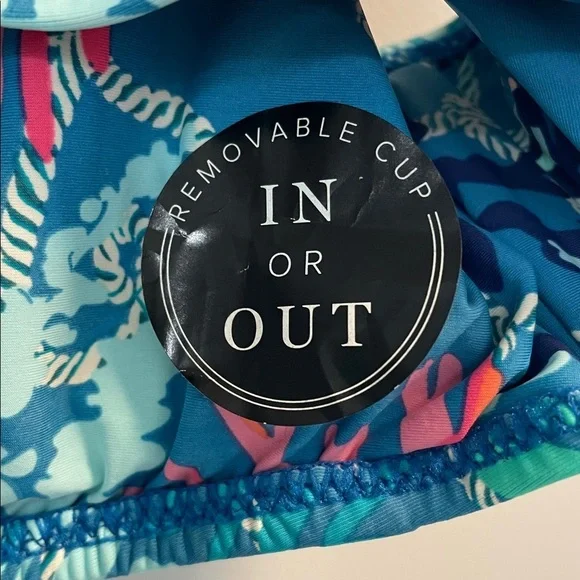 REMOVABLE CUP
IN
OR
OUT